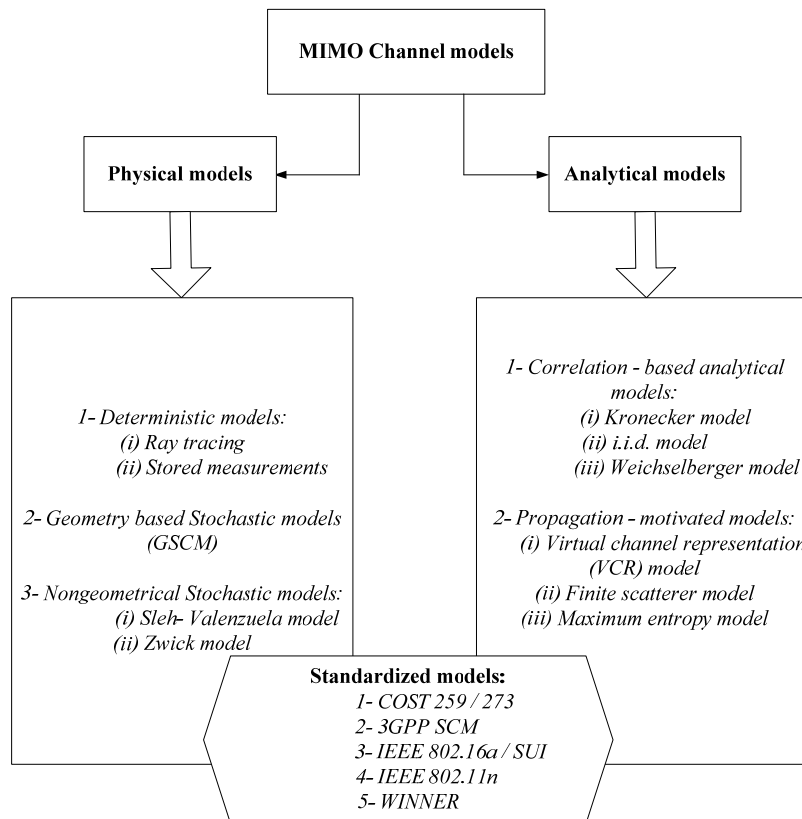 MIMO Channel models
Physical models
Analytical models
1- Deterministic models:
(i) Ray tracing
(ii) Stored measurements
2- Geometry based Stochastic models
(GSCM)
3- Nongeometrical Stochastic models:
(i) Sleh- Valenzuela model
(ii) Zwick model
1- Correlation - based analytical
models:
(i) Kronecker model
(ii) i.i.d. model
(iii) Weichselberger model
2- Propagation - motivated models:
(i) Virtual channel representation
(VCR) model
(ii) Finite scatterer model
(iii) Maximum entropy model
Standardized models:
1- COST 259 / 273
2- 3GPP SCM
3- IEEE 802.16a / SUI
4- IEEE 802.11n
5- WINNER